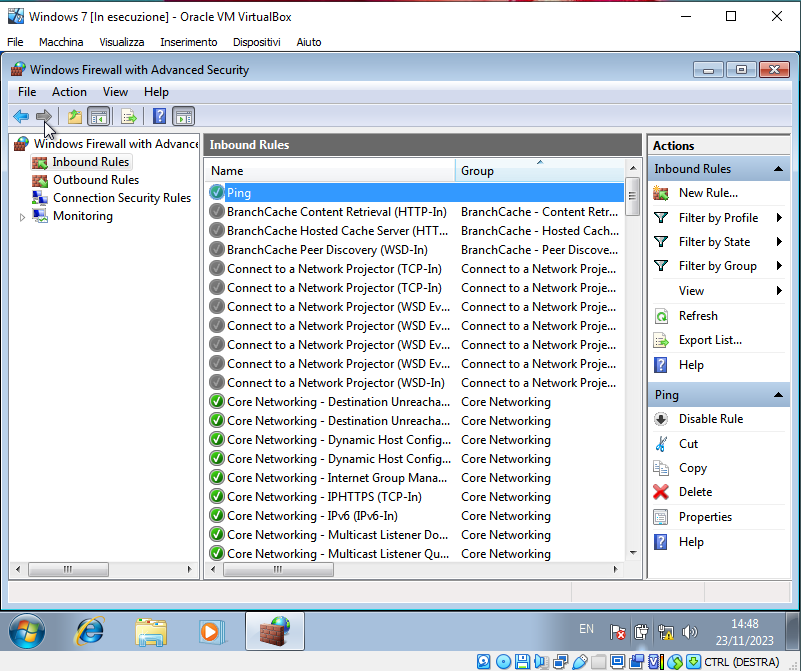 Windows 7 [In esecuzione] - Oracle VM VirtualBox
File Macchina Visualizza Inserimento Dispositivi Aiuto
Windows Firewall with Advanced Security
File Action View Help
Windows Firewall with Advance
Inbound Rules
Outbound Rules
Connection Security Rules
Monitoring
Inbound Rules
Name Group
Ping
BranchCache Content Retrieval (HTTP-In) BranchCache - Content Retr...
BranchCache Hosted Cache Server (HTT... BranchCache - Hosted Cach...
BranchCache Peer Discovery (WSD-In) BranchCache - Peer Discove...
Connect to a Network Projector (TCP-In) Connect to a Network Proje...
Connect to a Network Projector (TCP-In) Connect to a Network Proje...
Connect to a Network Projector (WSD Ev... Connect to a Network Proje...
Connect to a Network Projector (WSD Ev... Connect to a Network Proje...
Connect to a Network Projector (WSD Ev... Connect to a Network Proje...
Connect to a Network Projector (WSD Ev... Connect to a Network Proje...
Connect to a Network Projector (WSD-In) Connect to a Network Proje...
Core Networking - Destination Unreacha... Core Networking
Core Networking - Destination Unreacha... Core Networking
Core Networking - Dynamic Host Config... Core Networking
Core Networking - Dynamic Host Config... Core Networking
Core Networking - Internet Group Mana... Core Networking
Core Networking - IPHTTPS (TCP-In) Core Networking
Core Networking - IPv6 (IPv6-In) Core Networking
Core Networking - Multicast Listener Do... Core Networking
Core Networking - Multicast Listener Qu... Core Networking
Actions
Inbound Rules
New Rule...
Filter by Profile
Filter by State
Filter by Group
View
Refresh
Export List...
Help
Ping
Disable Rule
Cut
Copy
Delete
Properties
Help
EN
14:48
23/11/2023
CTRL (DESTRA)